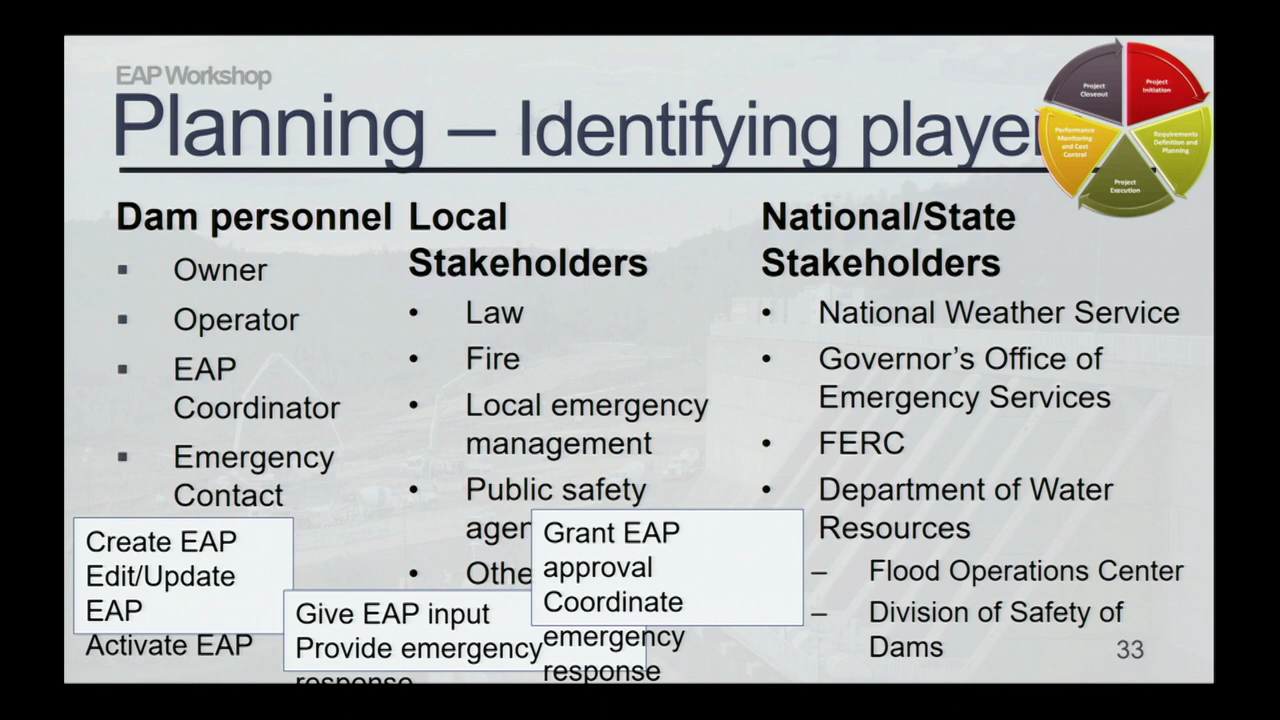 EAP Workshop
Planning – Identifying player
Project
Closeout
Project
Initiation
Performance
Monitoring
and Cost
Control
Requirements
Definition and
Planning
Project
Execution
Dam personnel
▪ Owner
▪ Operator
▪ EAP
Coordinator
▪ Emergency
Contact
Create EAP
Edit/Update
EAP
Activate EAP
Local
Stakeholders
• Law
• Fire
• Local emergency
management
• Public safety
agen
• Othe
Give EAP input
Provide emergency
response
Grant EAP
approval
Coordinate
emergency
response
National/State
Stakeholders
• National Weather Service
• Governor’s Office of
Emergency Services
• FERC
• Department of Water
Resources
– Flood Operations Center
– Division of Safety of
Dams
33